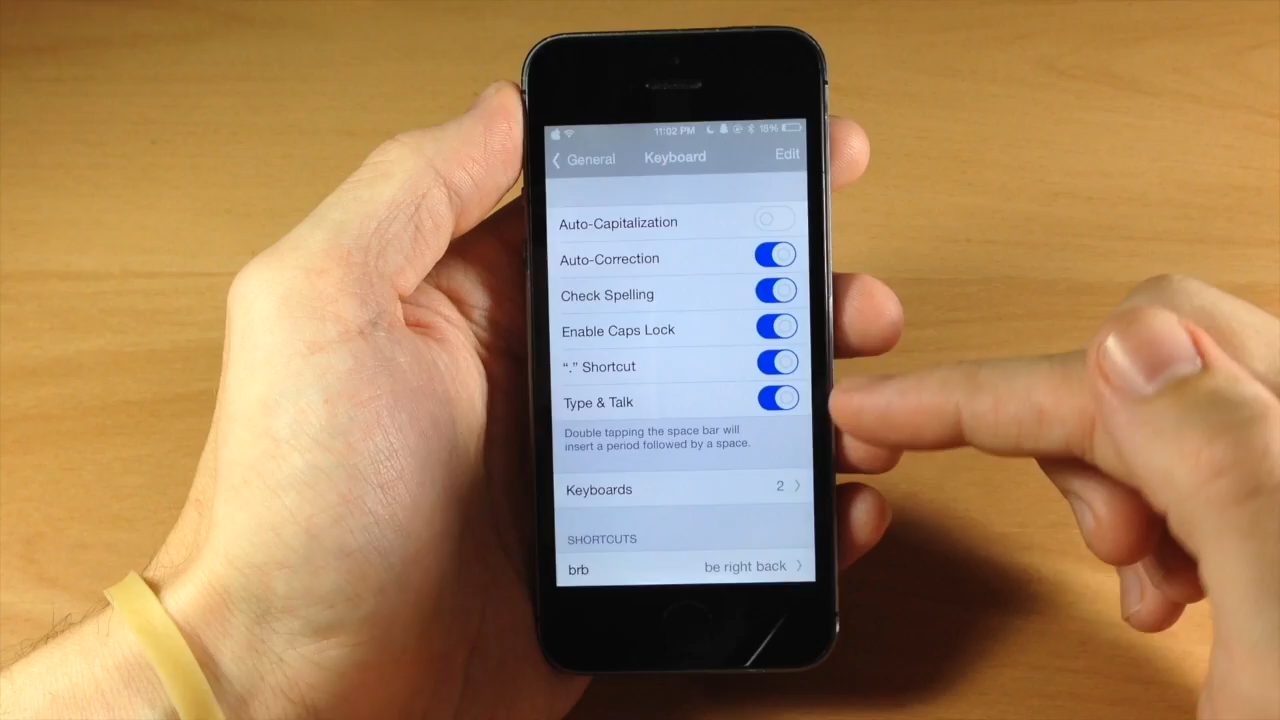 11:02 PM 18%
General Keyboard Edit
Auto-Capitalization
Auto-Correction
Check Spelling
Enable Caps Lock
“.” Shortcut
Type & Talk
Double tapping the space bar will
insert a period followed by a space.
Keyboards 2
SHORTCUTS
brb be right back